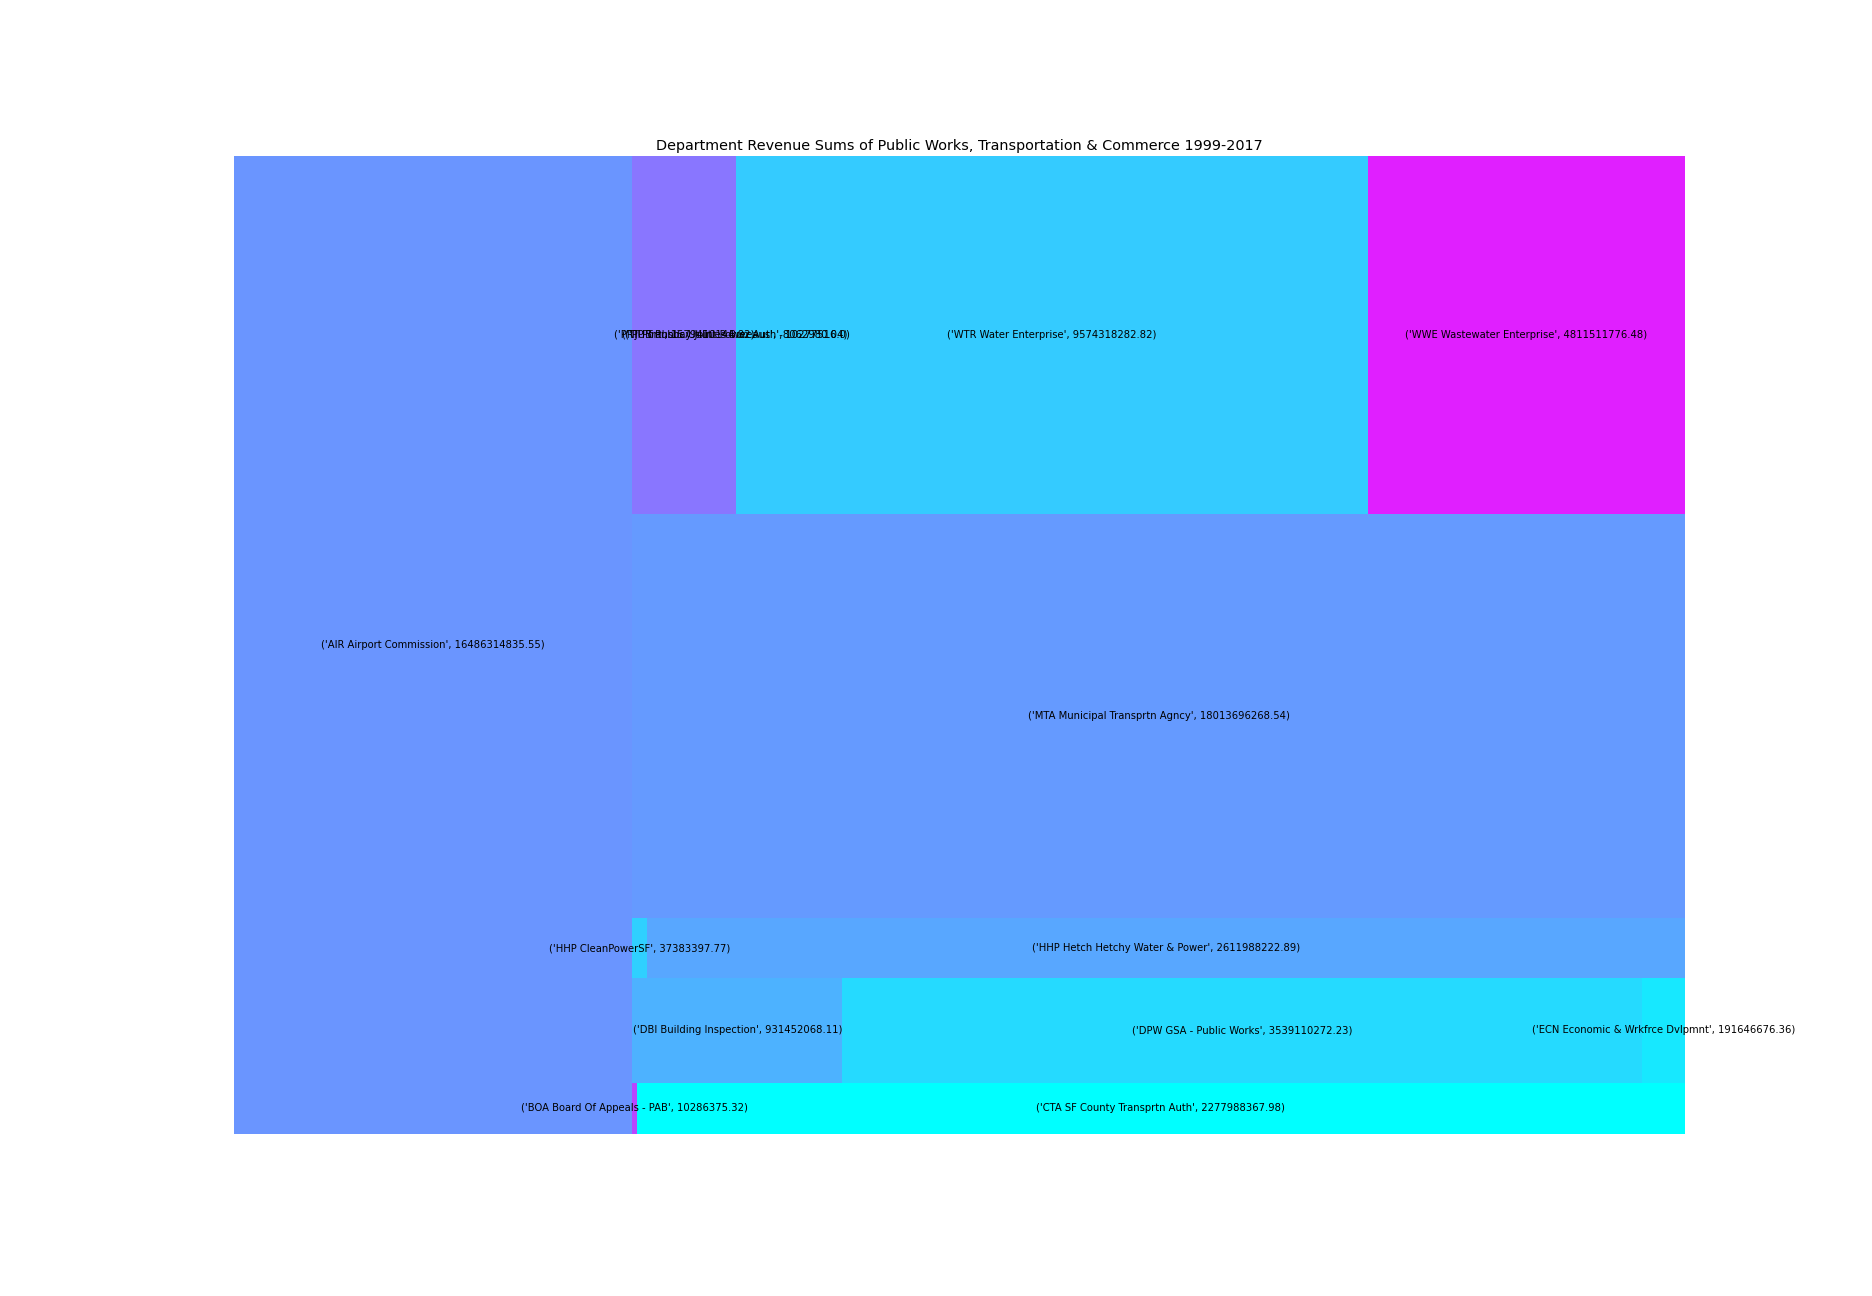 Department Revenue Sums of Public Works, Transportation & Commerce 1999-2017
('WTR Water Enterprise', 9574318282.82)
('WWE Wastewater Enterprise', 4811511776.48)
('AIR Airport Commission', 16486314835.55)
('MTA Municipal Transprtn Agncy', 18013696268.54)
('HHP CleanPowerSF', 37383397.77)
('HHP Hetch Hetchy Water & Power', 2611988222.89)
('DBI Building Inspection', 931452068.11)
('DPW GSA - Public Works', 3539110272.23)
('ECN Economic & Wrkfrce Dvlpmnt', 191646676.36)
('BOA Board Of Appeals - PAB', 10286375.32)
('CTA SF County Transprtn Auth', 2277988367.98)